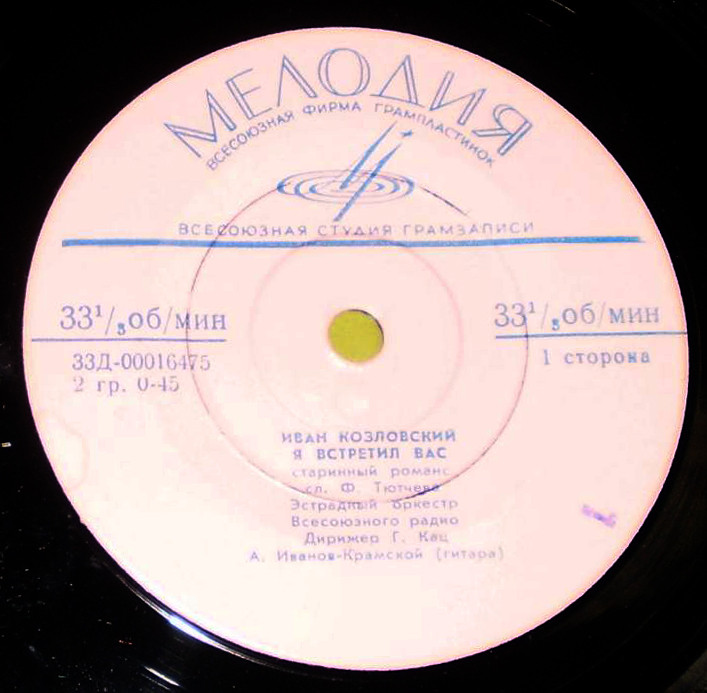 МЕЛОДИЯ
ВСЕСОЮЗНАЯ ФИРМА ГРАМПЛАСТИНОК
ВСЕСОЮЗНАЯ СТУДИЯ ГРАМЗАПИСИ
33¹/₃об/мин
33¹/₃об/мин
33Д-00016475
2 гр. 0-45
1 сторона
ИВАН КОЗЛОВСКИЙ
Я ВСТРЕТИЛ ВАС
старинный романс
сл. Ф. Тютчева
Эстрадный оркестр
Всесоюзного радио
Дирижер Г. Кац
А. Иванов-Крамской (гитара)